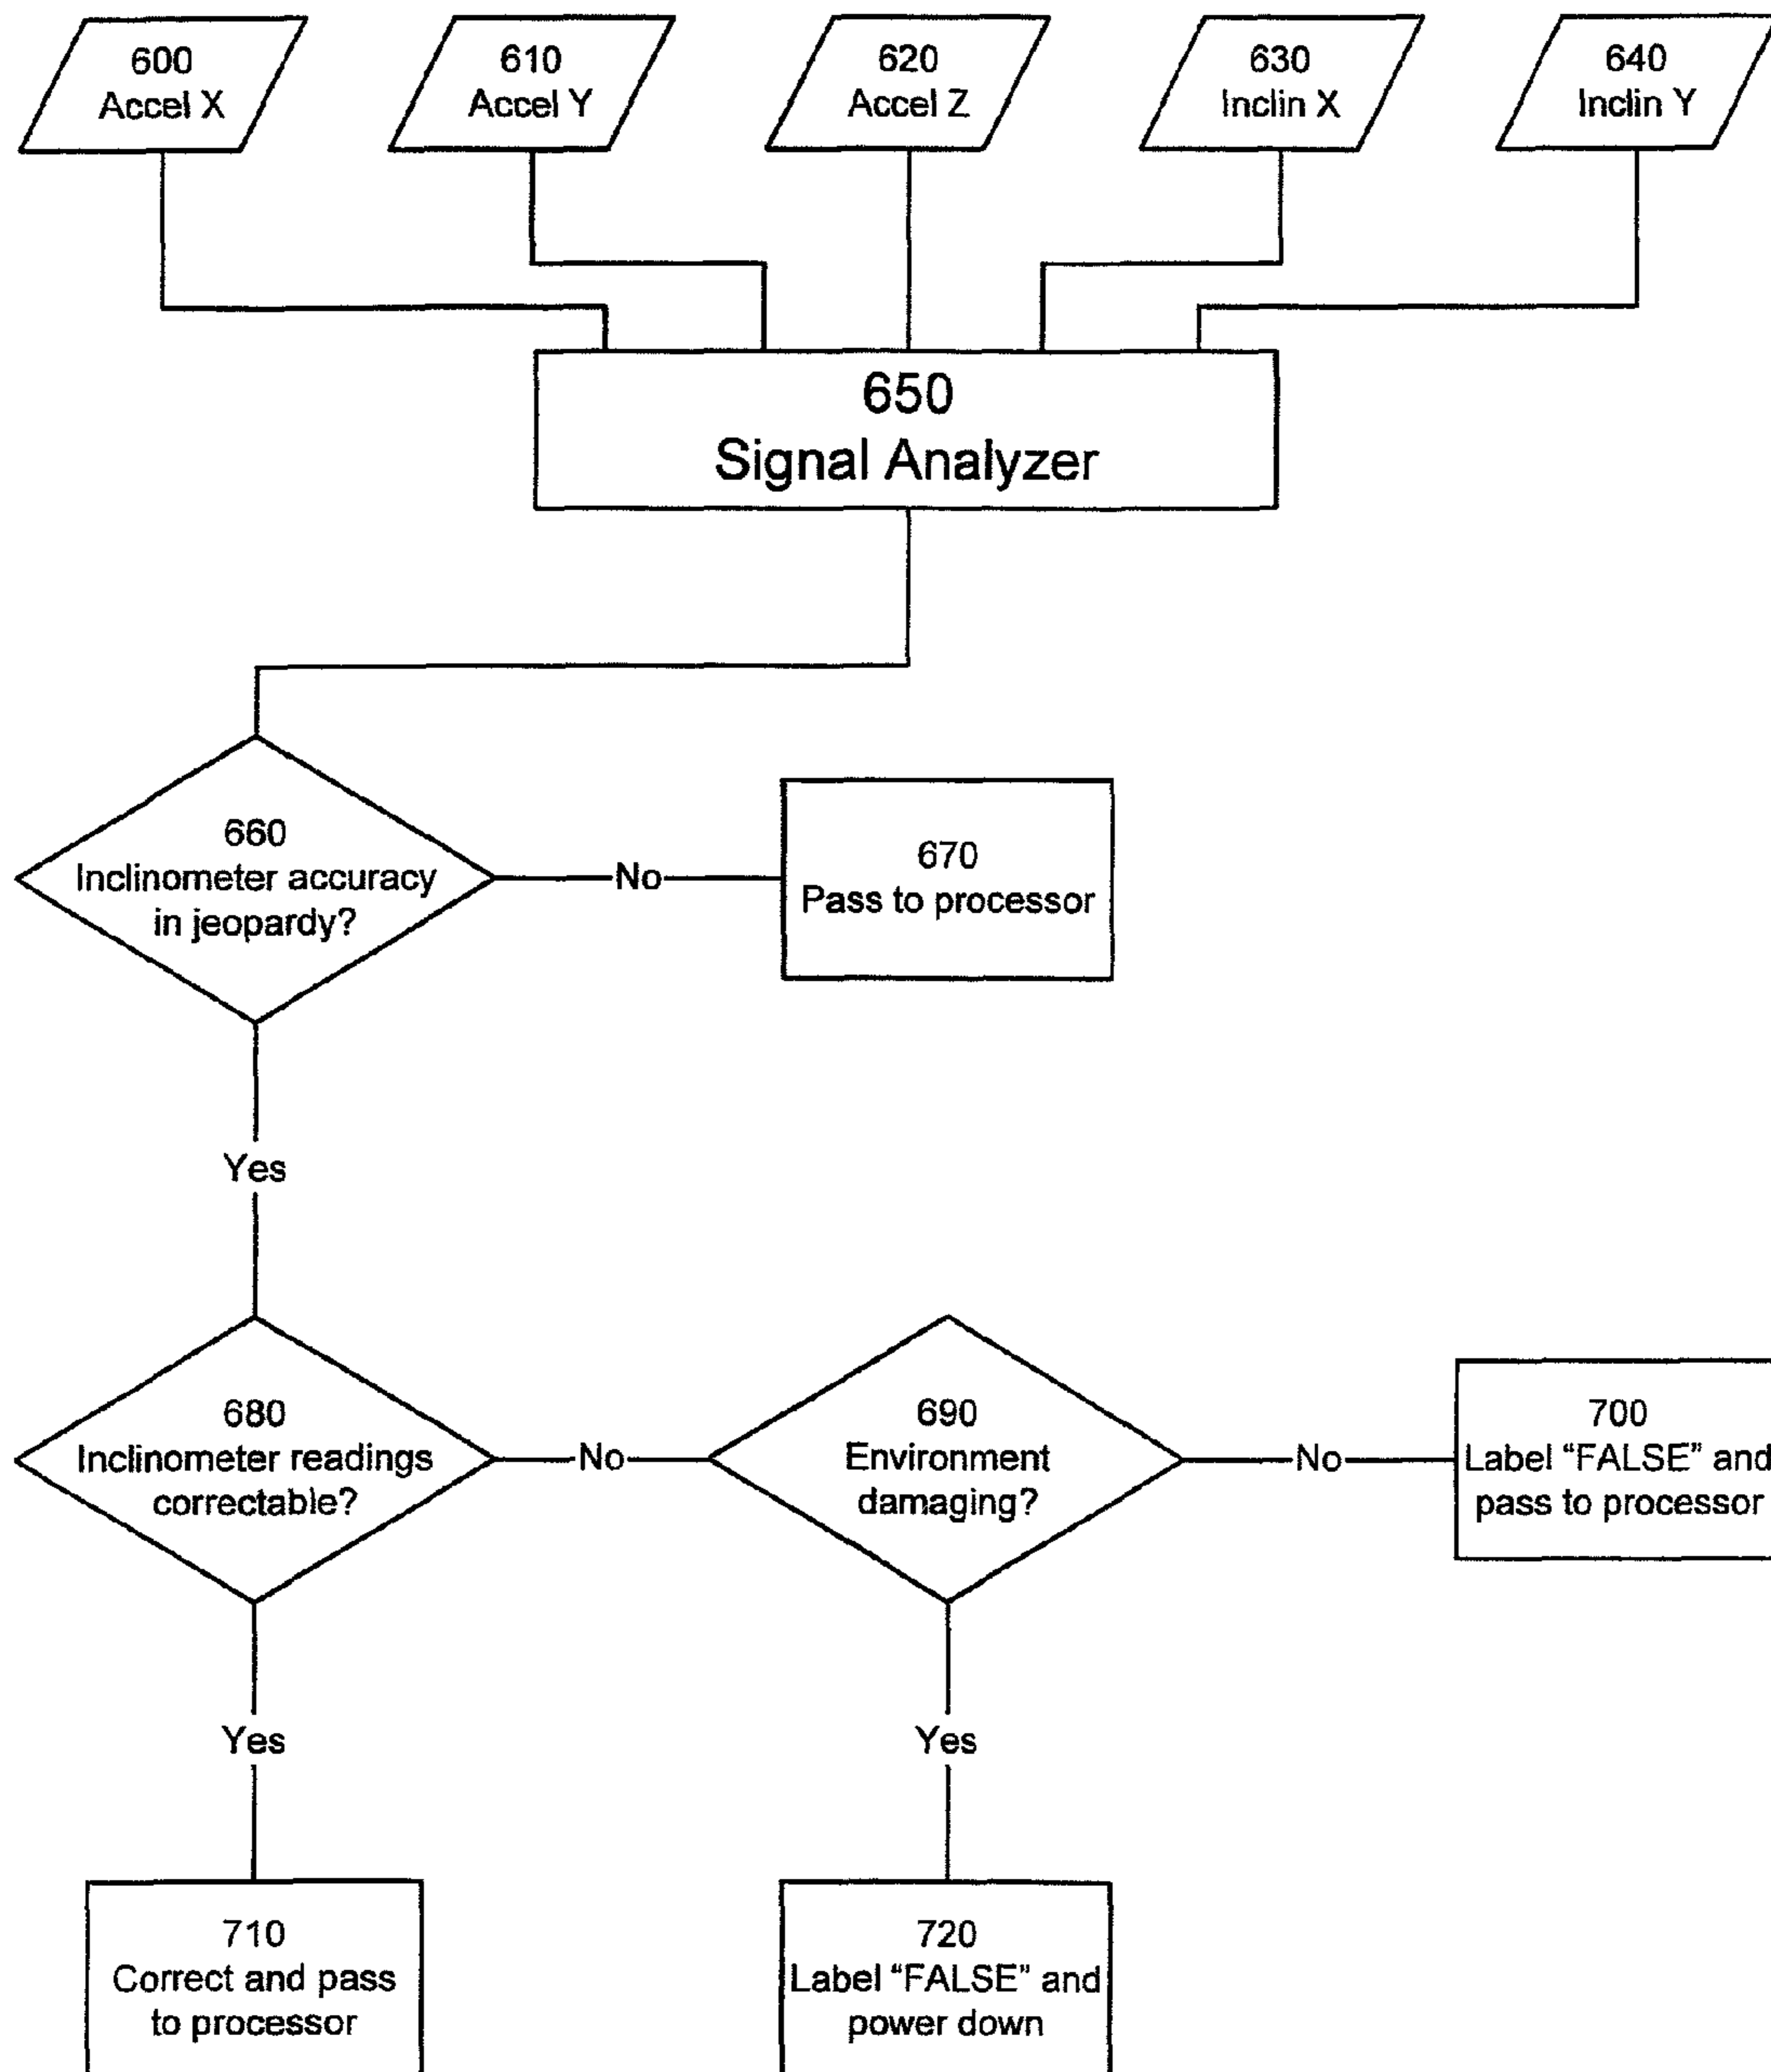 600
Accel X
610
Accel Y
620
Accel Z
630
Inclin X
640
Inclin Y
650
Signal Analyzer
660
Inclinometer accuracy
in jeopardy?
No
670
Pass to processor
Yes
680
Inclinometer readings
correctable?
No
690
Environment
damaging?
No
700
Label “FALSE” and
pass to processor
Yes
Yes
710
Correct and pass
to processor
720
Label “FALSE” and
power down